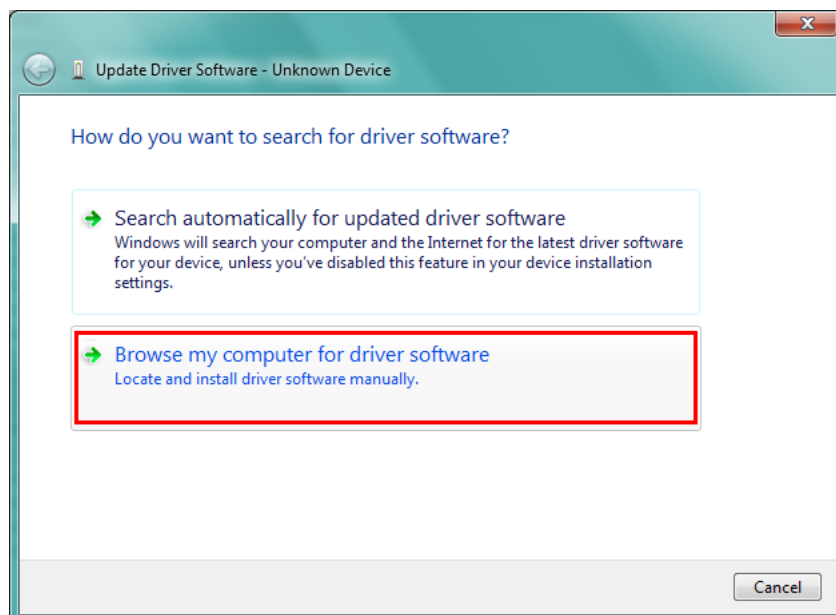 Update Driver Software - Unknown Device
How do you want to search for driver software?
Search automatically for updated driver software
Windows will search your computer and the Internet for the latest driver software
for your device, unless you've disabled this feature in your device installation
settings.
Browse my computer for driver software
Locate and install driver software manually.
Cancel